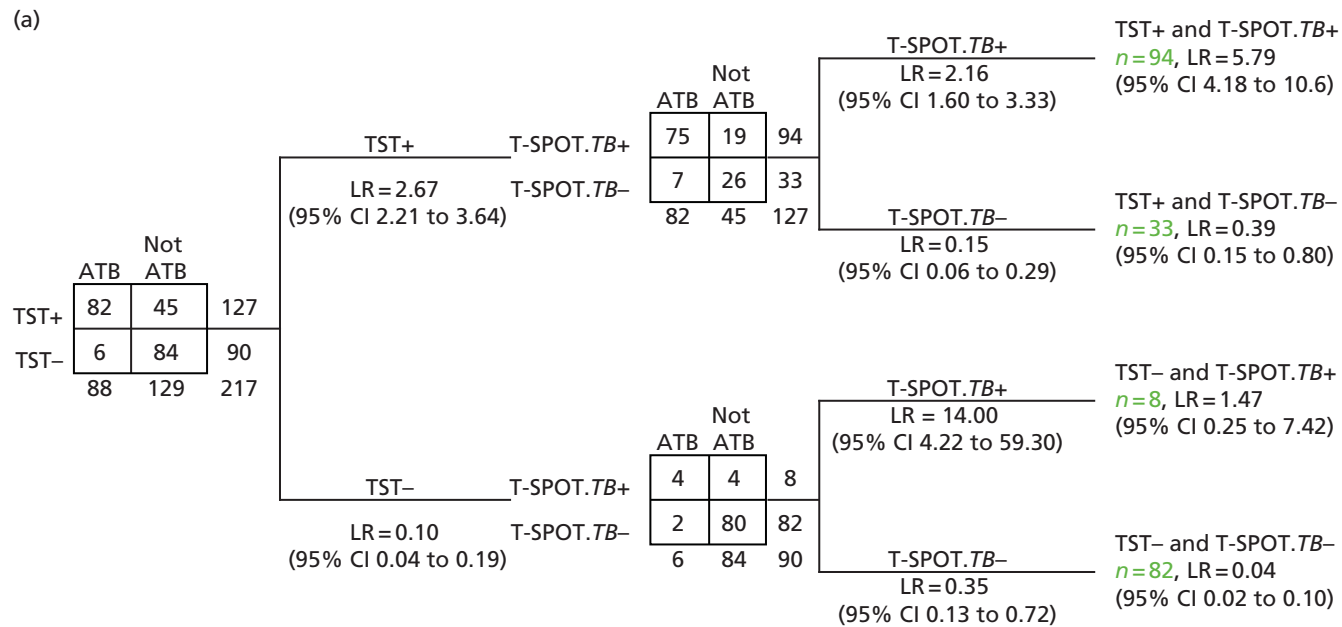 (a)
Not
ATB ATB
TST+ 82 45 127
TST– 6 84 90
88 129 217
TST+
LR=2.67
(95% CI 2.21 to 3.64)
TST–
LR=0.10
(95% CI 0.04 to 0.19)
Not
ATB ATB
T-SPOT.TB+ 75 19 94
T-SPOT.TB– 7 26 33
82 45 127
Not
ATB ATB
T-SPOT.TB+ 4 4 8
T-SPOT.TB– 2 80 82
6 84 90
T-SPOT.TB+
LR=2.16
(95% CI 1.60 to 3.33)
T-SPOT.TB–
LR=0.15
(95% CI 0.06 to 0.29)
T-SPOT.TB+
LR = 14.00
(95% CI 4.22 to 59.30)
T-SPOT.TB–
LR=0.35
(95% CI 0.13 to 0.72)
TST+ and T-SPOT.TB+
n=94, LR=5.79
(95% CI 4.18 to 10.6)
TST+ and T-SPOT.TB–
n=33, LR=0.39
(95% CI 0.15 to 0.80)
TST– and T-SPOT.TB+
n=8, LR=1.47
(95% CI 0.25 to 7.42)
TST– and T-SPOT.TB–
n=82, LR=0.04
(95% CI 0.02 to 0.10)